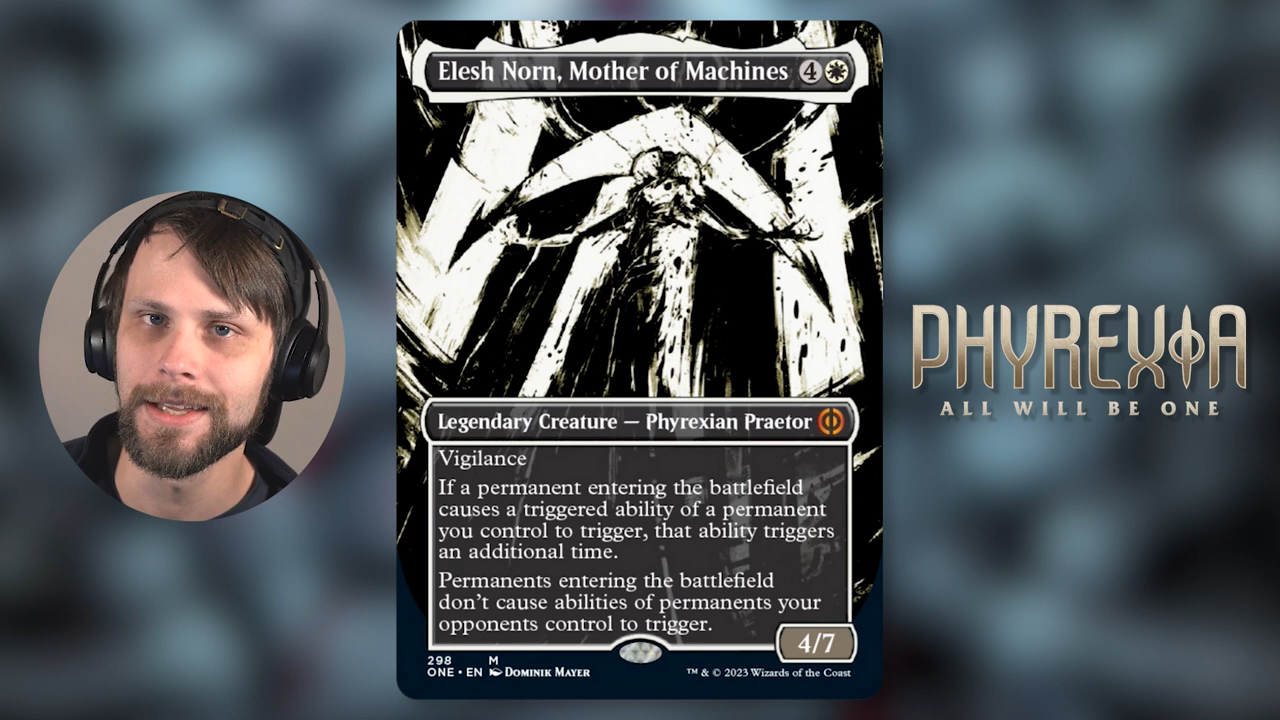 Elesh Norn, Mother of Machines 4
Legendary Creature — Phyrexian Praetor
Vigilance
If a permanent entering the battlefield
causes a triggered ability of a permanent
you control to trigger, that ability triggers
an additional time.
Permanents entering the battlefield
don't cause abilities of permanents your
opponents control to trigger.
4/7
298 M
ONE • EN DOMINIK MAYER
™ & © 2023 Wizards of the Coast
PHYREXIA
ALL WILL BE ONE